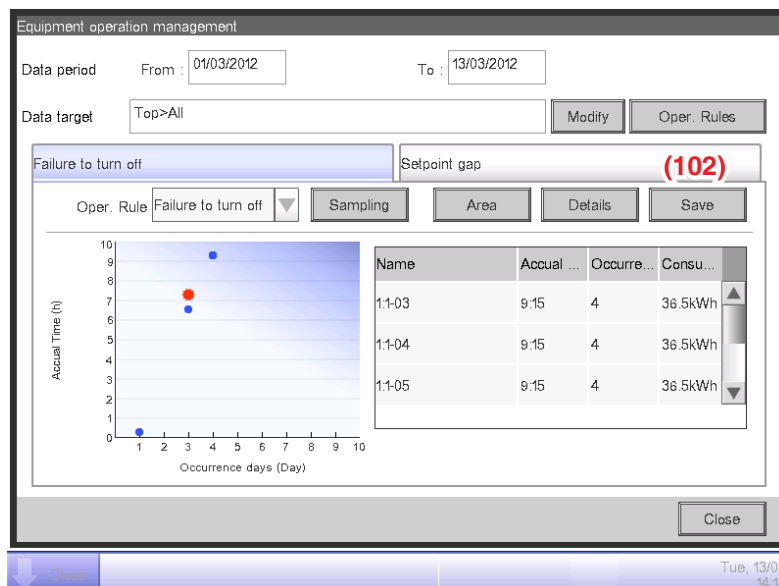 Equipment operation management
Data period From : 01/03/2012 To : 13/03/2012
Data target Top>All Modify Oper. Rules
Failure to turn off Setpoint gap (102)
Oper. Rule Failure to turn off Sampling Area Details Save
10
9
8
7
6
5
4
3
2
1
0
Accual Time (h)
1 2 3 4 5 6 7 8 9 10
Occurrence days (Day)
Name Accual ... Occurre... Consu...
1:1-03 9:15 4 36.5kWh
1:1-04 9:15 4 36.5kWh
1:1-05 9:15 4 36.5kWh
Close
Tue, 13/0